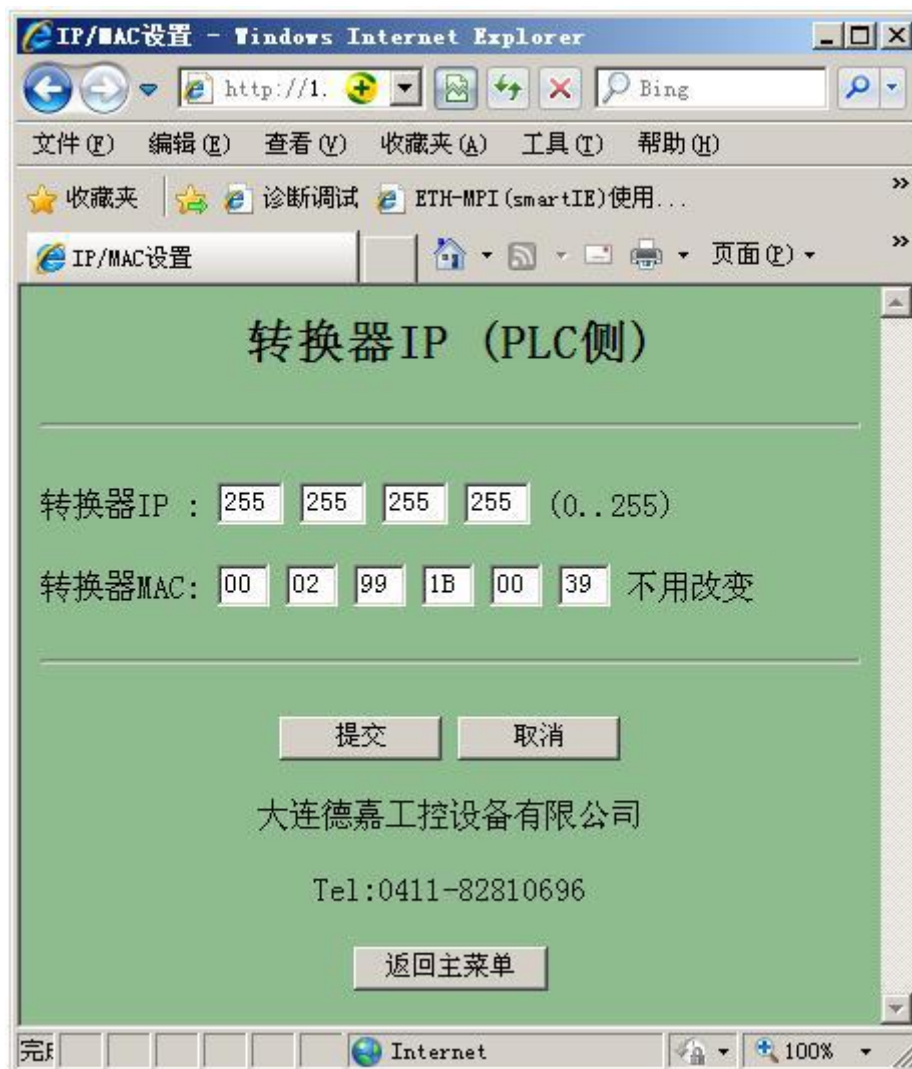 IP/MAC设置 - Windows Internet Explorer
http://1. Bing
文件(F) 编辑(E) 查看(V) 收藏夹(A) 工具(T) 帮助(H)
收藏夹 诊断调试 ETH-MPI(smartIE)使用... »
IP/MAC设置 页面(P) »
转换器IP (PLC侧)
转换器IP : 255 255 255 255 (0..255)
转换器MAC: 00 02 99 1B 00 39 不用改变
提交 取消
大连德嘉工控设备有限公司
Tel:0411-82810696
返回主菜单
Internet 100%